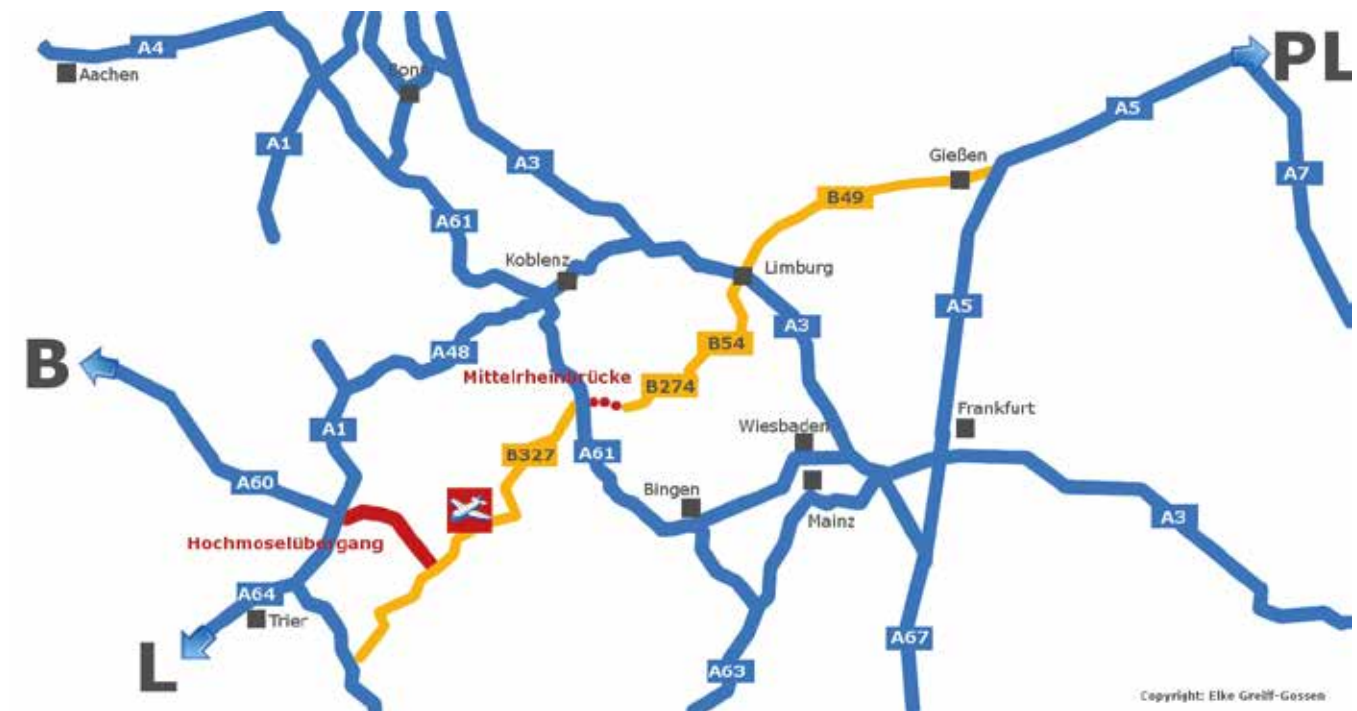 A4
Aachen
Bonn
PL
A5
A1
A3
Gießen
A7
B49
A61
Koblenz
Limburg
A5
A3
B
A48
B54
Mittelrheinbrücke
B274
A1
Wiesbaden
Frankfurt
B327
A61
A60
Bingen
Mainz
A3
Hochmoselübergang
A64
Trier
L
A67
A63
Copyright: Elke Greiff-Gossen